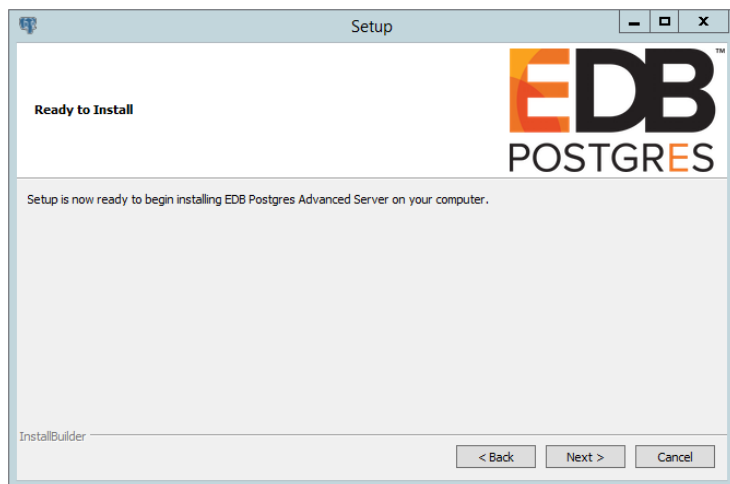 Setup
Ready to Install
EDB™
POSTGRES
Setup is now ready to begin installing EDB Postgres Advanced Server on your computer.
InstallBuilder
< Back Next > Cancel